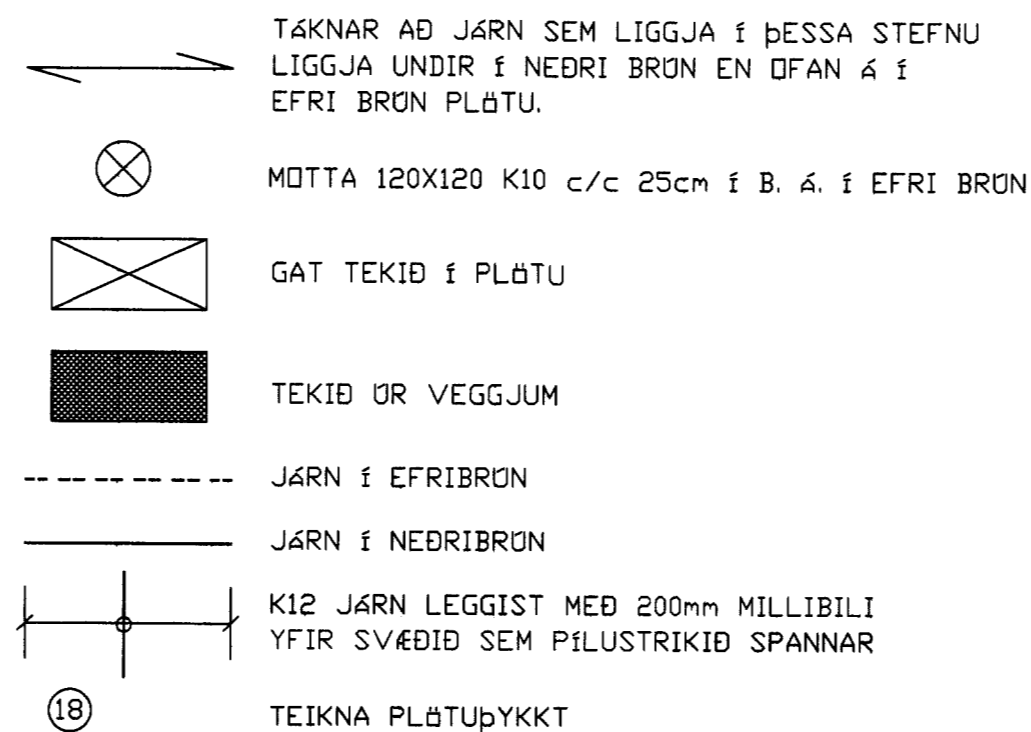 TÁKNAR AÐ JÁRN SEM LIGGJA Í ÞESSA STEFNU
LIGGJA UNDIR Í NEÐRI BRÚN EN OFAN Á Í
EFRI BRÚN PLÖTU.
MOTTA 120X120 K10 c/c 25cm Í B. Á. Í EFRI BRÚN
GAT TEKIÐ Í PLÖTU
TEKIÐ ÚR VEGGJUM
JÁRN Í EFRIBRÚN
JÁRN Í NEÐRIBRÚN
K12 JÁRN LEGGIST MEÐ 200mm MILLIBILI
YFIR SVÆÐIÐ SEM PÍLUSTRIKIÐ SPANNAR
18 TEIKNA PLÖTUÞYKKT